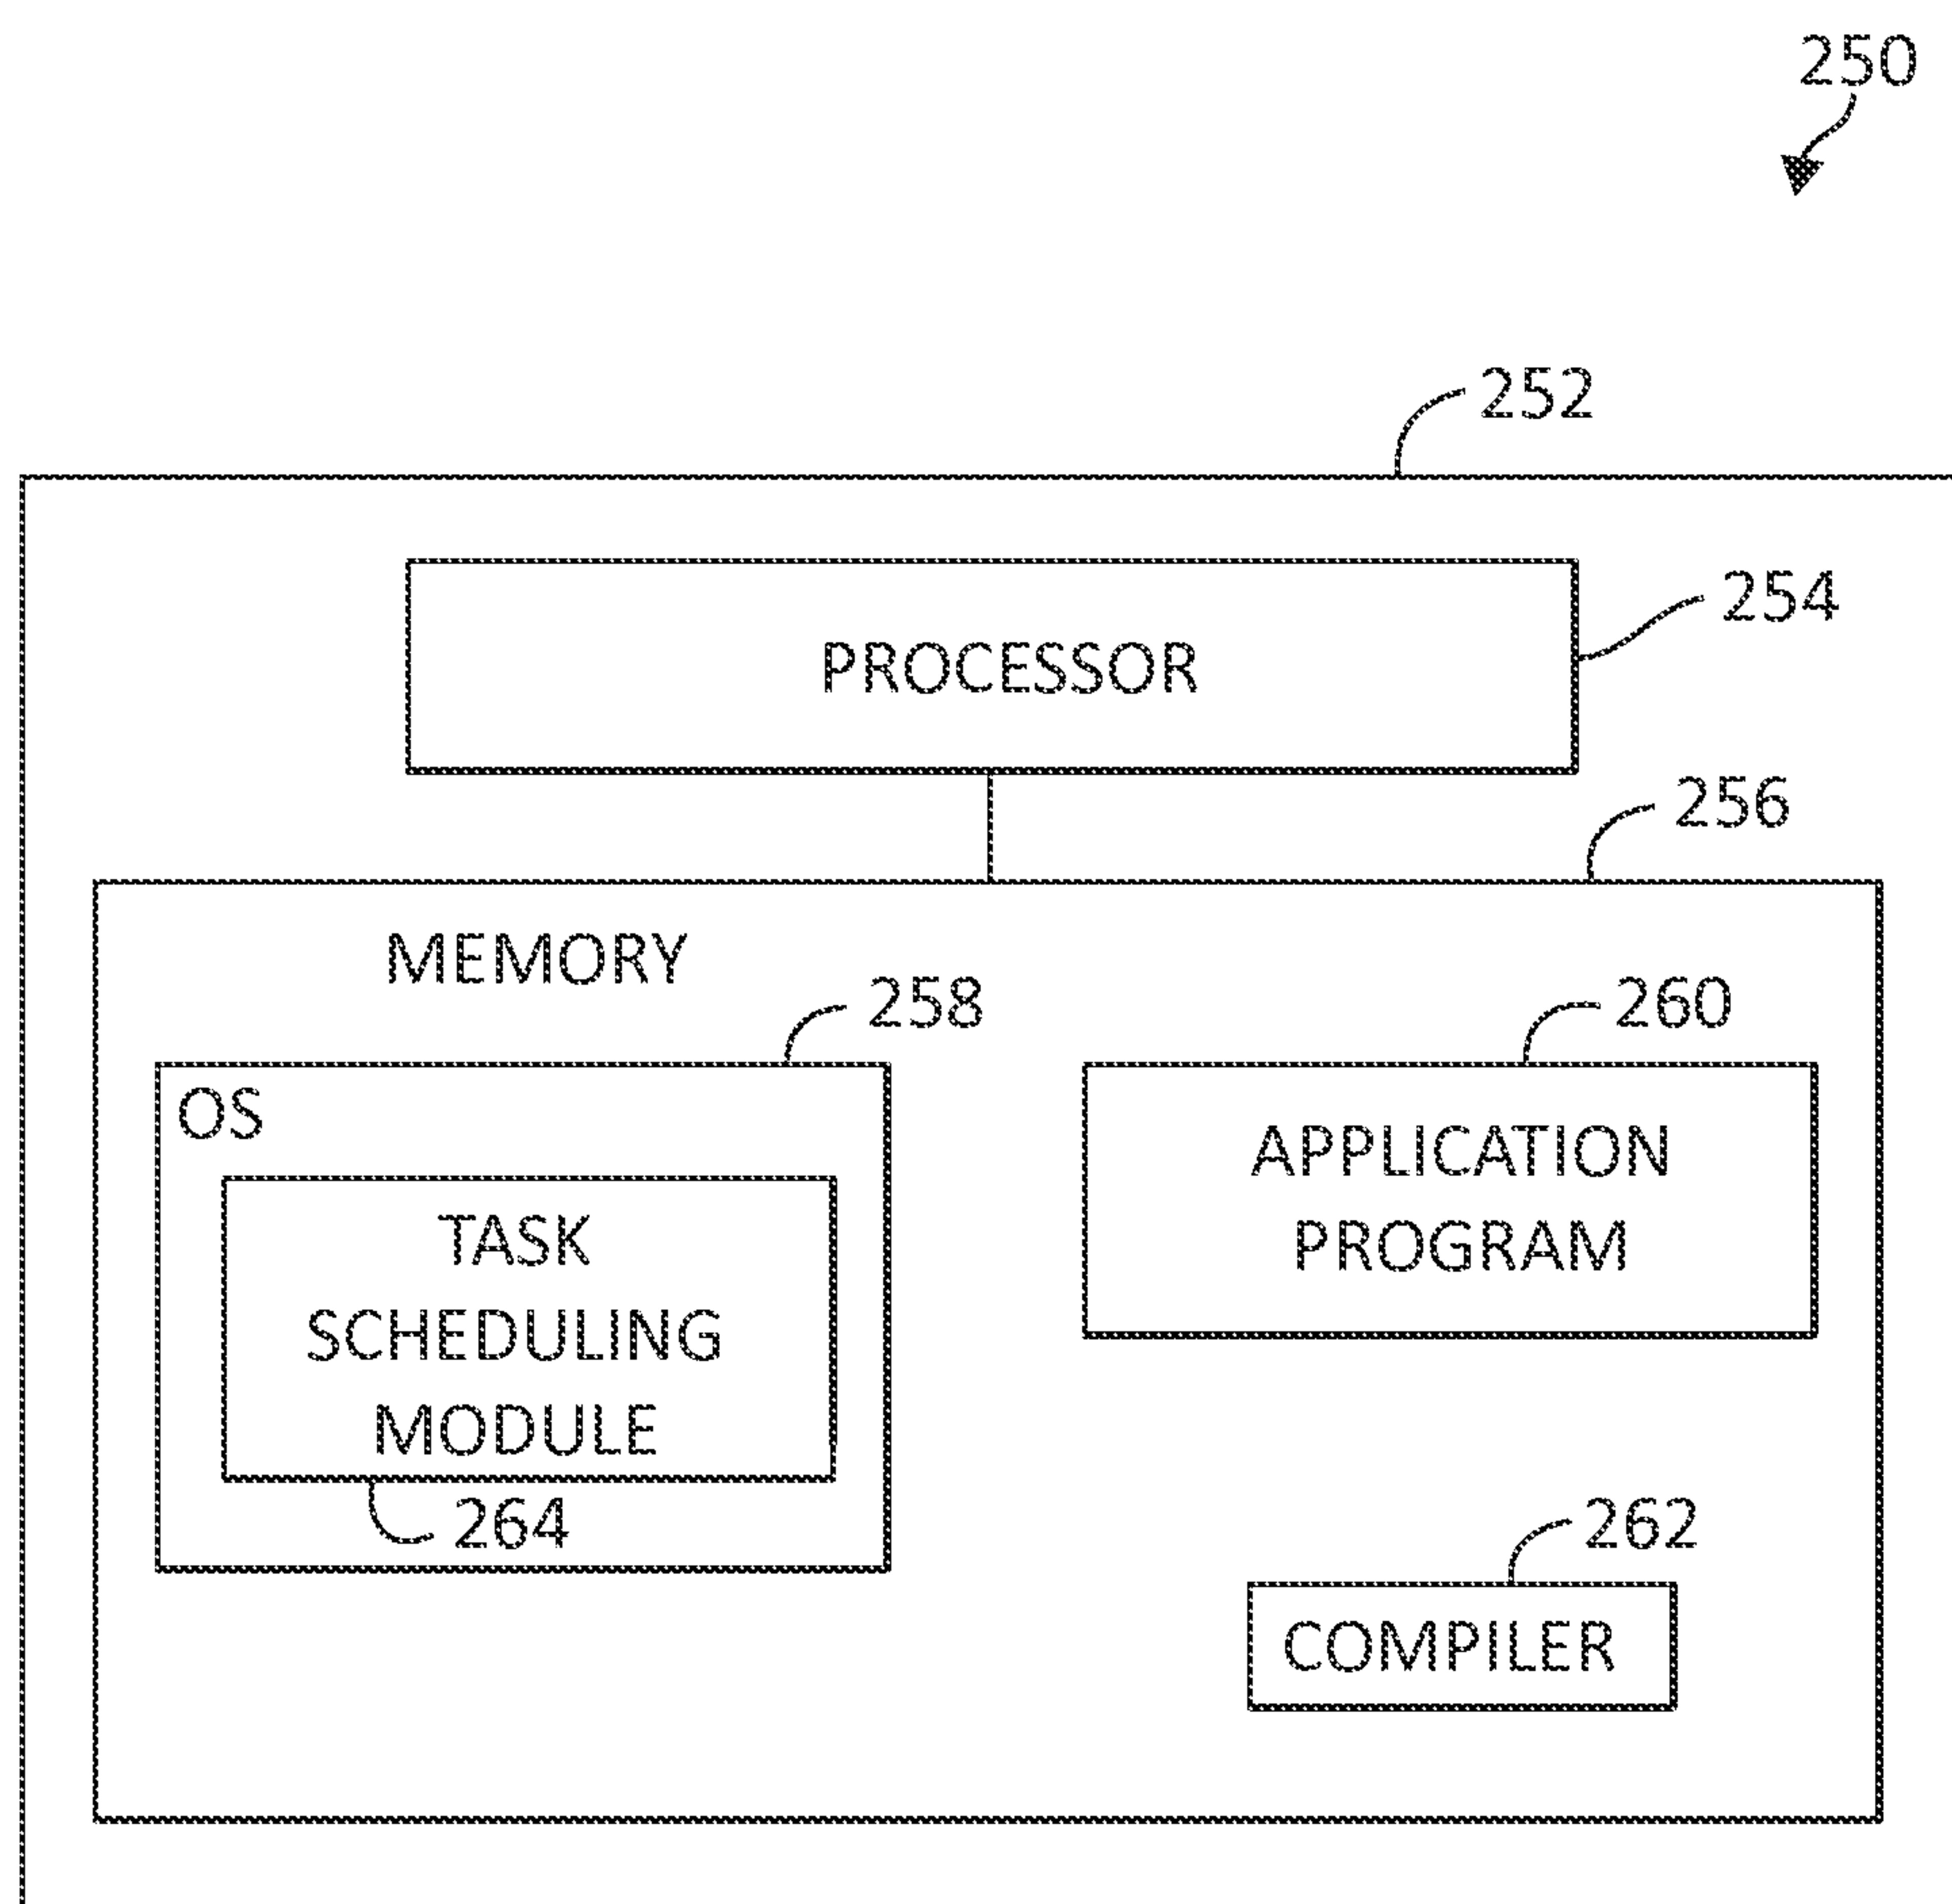 250
252
254
PROCESSOR
256
MEMORY
258
260
OS
APPLICATION
PROGRAM
TASK
SCHEDULING
MODULE
264
262
COMPILER